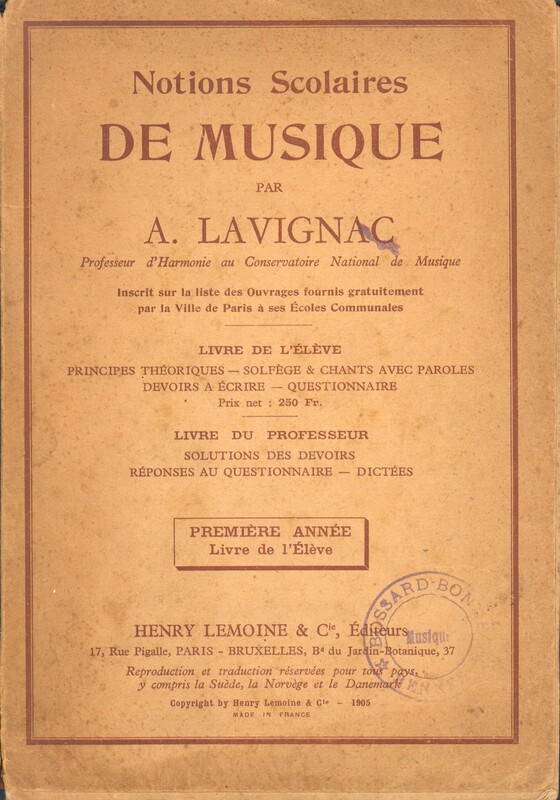 Notions Scolaires
DE MUSIQUE
PAR
A. LAVIGNAC
Professeur d'Harmonie au Conservatoire National de Musique
Inscrit sur la liste des Ouvrages fournis gratuitement
par la Ville de Paris à ses Écoles Communales
LIVRE DE L'ÉLÈVE
PRINCIPES THÉORIQUES — SOLFÈGE & CHANTS AVEC PAROLES
DEVOIRS A ÉCRIRE — QUESTIONNAIRE
Prix net : 250 Fr.
LIVRE DU PROFESSEUR
SOLUTIONS DES DEVOIRS
RÉPONSES AU QUESTIONNAIRE — DICTÉES
PREMIÈRE ANNÉE
Livre de l'Élève
HENRY LEMOINE & Cie, Éditeurs
17, Rue Pigalle, PARIS - BRUXELLES, Bd du Jardin-Botanique, 37
Reproduction et traduction réservées pour tous pays,
y compris la Suède, la Norvège et le Danemark
Copyright by Henry Lemoine & Cie - 1905
MADE IN FRANCE
BROSSARD-BON
Musique